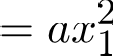 = ax_1^2